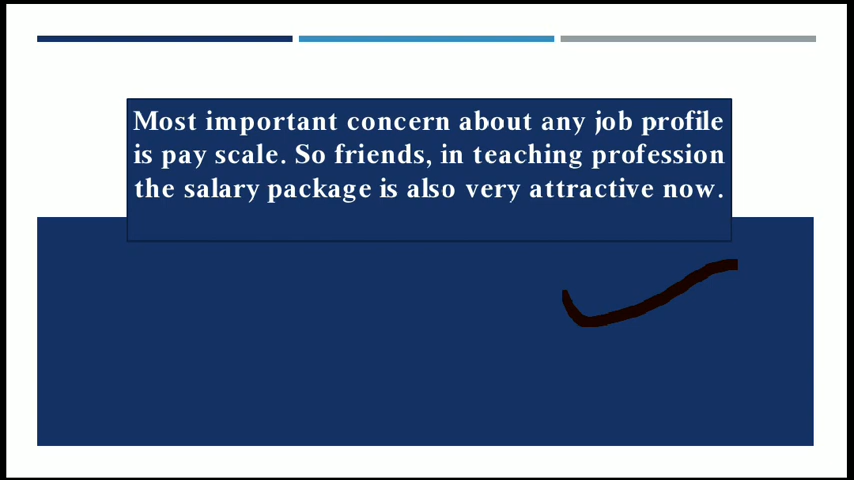 Most important concern about any job profile
is pay scale. So friends, in teaching profession
the salary package is also very attractive now.